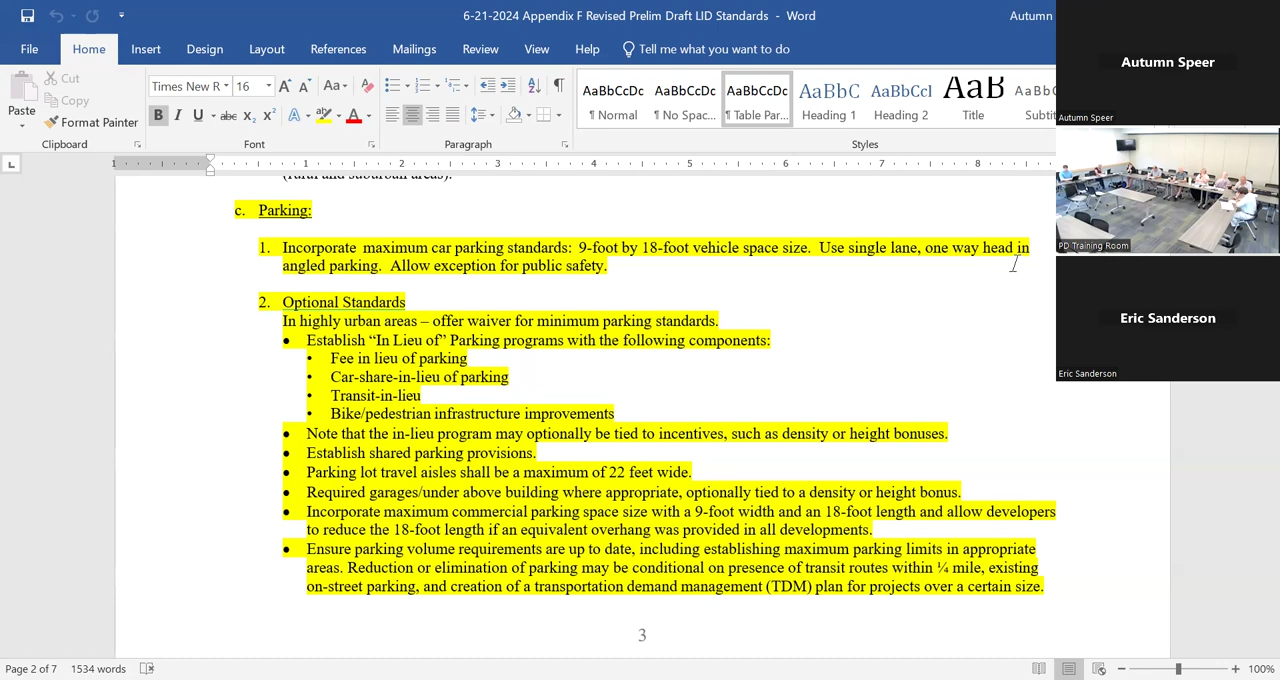 6-21-2024 Appendix F Revised Prelim Draft LID Standards - Word
Autumn
File Home Insert Design Layout References Mailings Review View Help Tell me what you want to do
Cut
Copy
Format Painter
Paste
Clipboard
Times New R 16
Font
Paragraph
AaBbCcDc AaBbCcDc AaBbCcDc AaBbC AaBbCcI AaB AaBbC
¶ Normal ¶ No Spac... ¶ Table Par... Heading 1 Heading 2 Title Subtit
Styles
1 1 2 3 4 5 6 7 8
(rural and suburban areas).
c. Parking:
1. Incorporate maximum car parking standards: 9-foot by 18-foot vehicle space size. Use single lane, one way head in
angled parking. Allow exception for public safety.
2. Optional Standards
In highly urban areas – offer waiver for minimum parking standards.
• Establish “In Lieu of” Parking programs with the following components:
• Fee in lieu of parking
• Car-share-in-lieu of parking
• Transit-in-lieu
• Bike/pedestrian infrastructure improvements
• Note that the in-lieu program may optionally be tied to incentives, such as density or height bonuses.
• Establish shared parking provisions.
• Parking lot travel aisles shall be a maximum of 22 feet wide.
• Required garages/under above building where appropriate, optionally tied to a density or height bonus.
• Incorporate maximum commercial parking space size with a 9-foot width and an 18-foot length and allow developers
to reduce the 18-foot length if an equivalent overhang was provided in all developments.
• Ensure parking volume requirements are up to date, including establishing maximum parking limits in appropriate
areas. Reduction or elimination of parking may be conditional on presence of transit routes within ¼ mile, existing
on-street parking, and creation of a transportation demand management (TDM) plan for projects over a certain size.
3
Page 2 of 7 1534 words
100%
Autumn Speer
Autumn Speer
PD Training Room
Eric Sanderson
Eric Sanderson